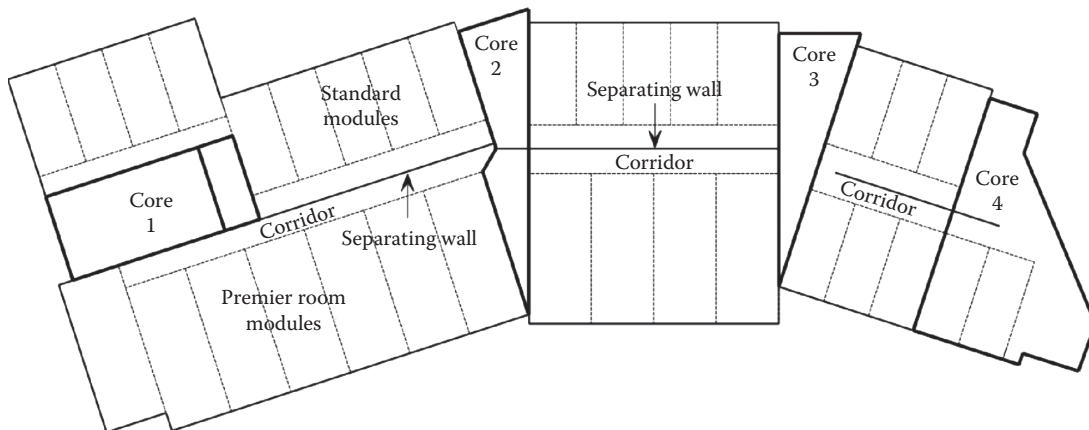 Core
1
Standard
modules
Corridor
Separating wall
Premier room
modules
Core
2
Separating wall
Corridor
Core
3
Corridor
Core
4